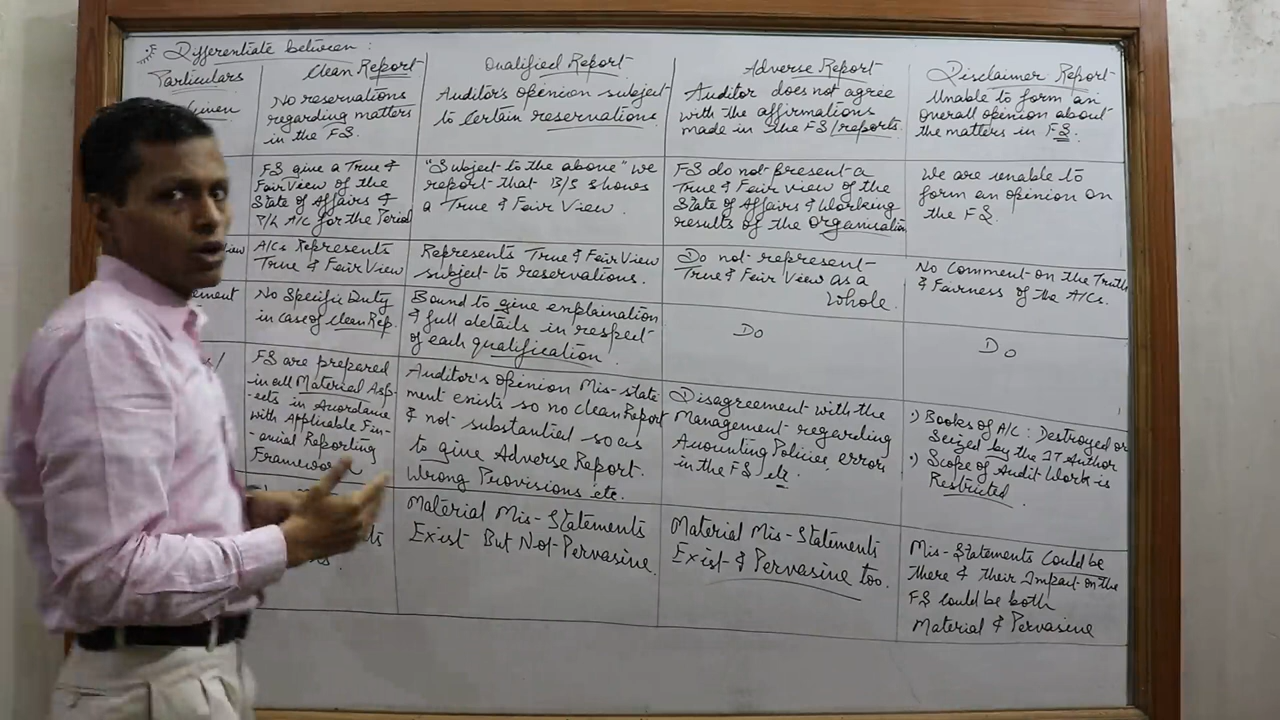 Differentiate between :
Particulars
Clean Report
No reservations
regarding matters
in the FS.
FS give a True &
Fair View of the
State of Affairs &
P/L A/C for the Period
A/Cs Represents
True & Fair View
No Specific Duty
in case of Clean Rep.
FS are prepared
in all Material Asp-
-ects in Accordance
with Applicable Fin-
-ancial Reporting
Framework
Qualified Report
Auditor's openion subject
to Certain reservations.
"Subject to the above" we
report that B/S shows
a True & Fair View.
Represents True & Fair View
subject to reservations.
Bound to give explaination
& full details in respect
of each qualification.
Auditor's opinion Mis-state
ment exists so no clean Report
& not substantial so as
to give Adverse Report.
Wrong Provisions etc.
Material Mis-Statements
Exist But Not Pervasine.
Adverse Report
Auditor does not agree
with the affirmations
made in the FS/reports.
FS do not present a
True & Fair view of the
State of Affairs & Working
results of the Organisation
Do not represent
True & Fair View as a
Whole.
Do
Disagreement with the
Management regarding
Accounting Policies, errors
in the FS etc
Material Mis-Statements
Exist & Pervasine too.
Disclaimer Report
Unable to form an
Overall opinion about
the matters in FS.
We are unable to
form an opinion on
the FS.
No Comment on the Truth
& Fairness of the A/Cs.
Do
·) Books of A/C : Destroyed or
Seized by the IT Author
·) Scope of Audit Work is
Restricted
Mis-Statements Could be
there & their Impact on the
FS could be both
Material & Pervasine